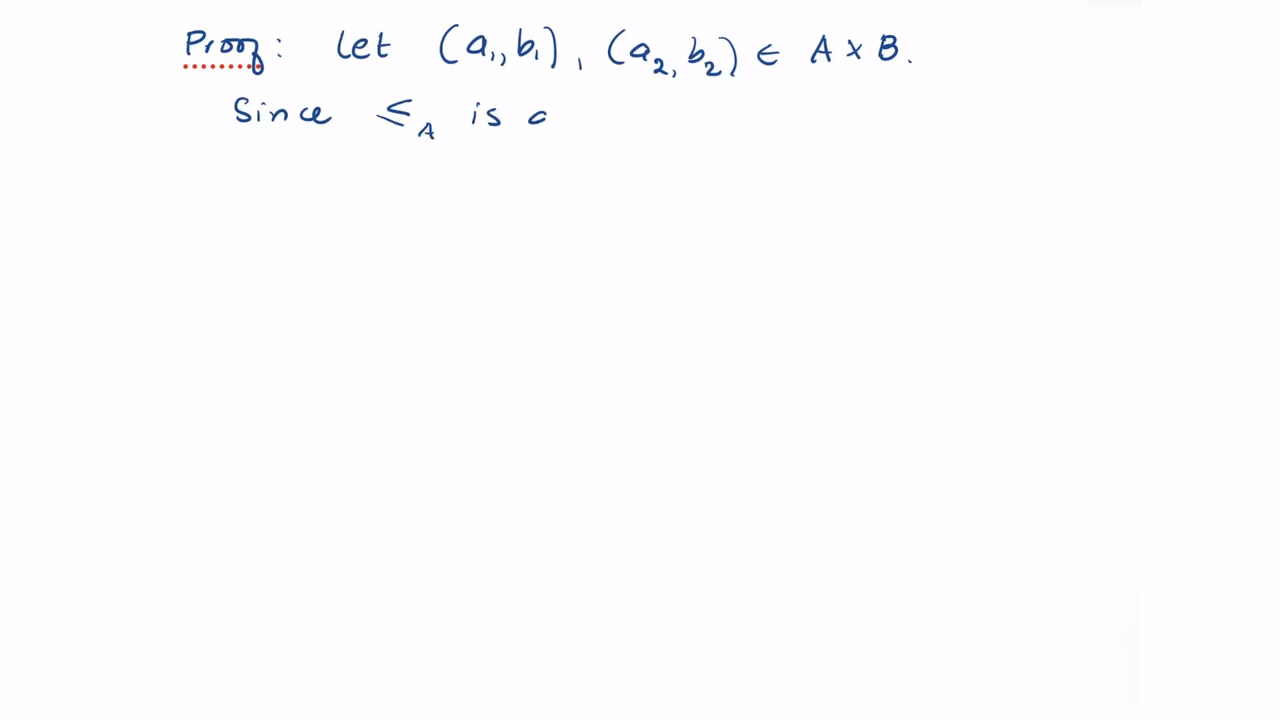 Proof: Let (a₁, b₁), (a₂, b₂) ∈ A × B.
Since ≤_A is a